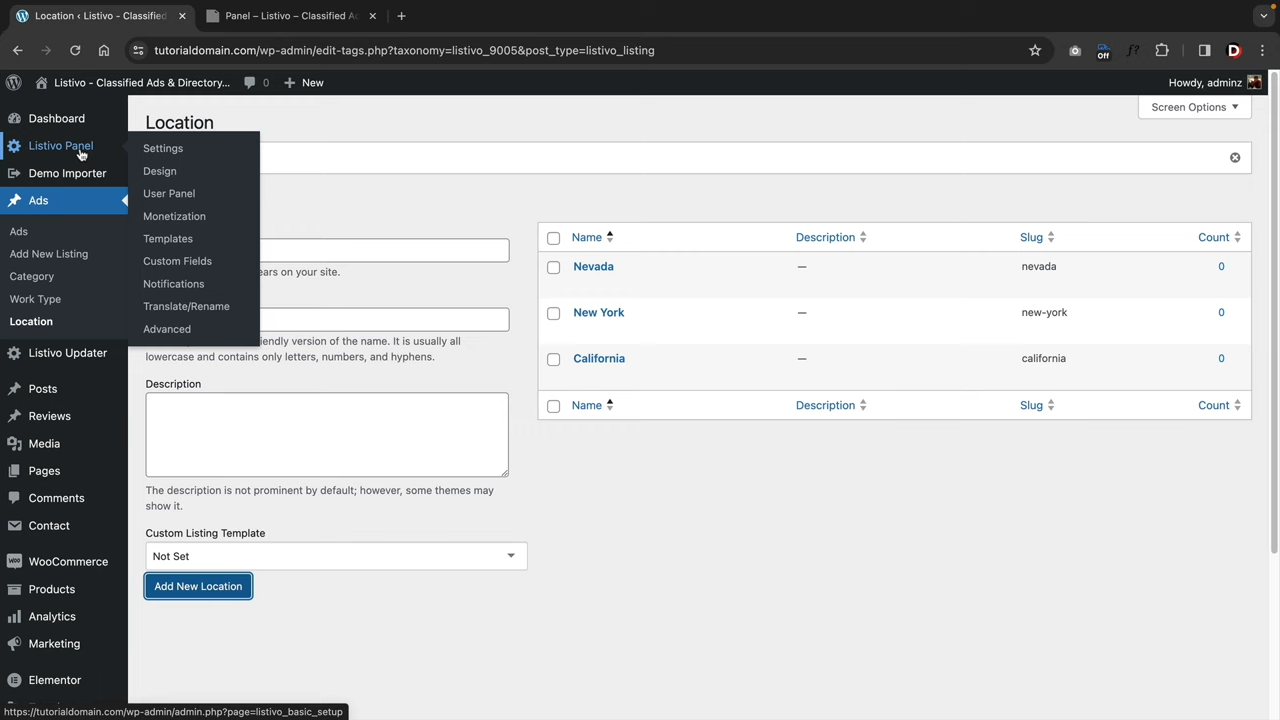 Location ‹ Listivo - Classified
Panel – Listivo – Classified A
tutorialdomain.com/wp-admin/edit-tags.php?taxonomy=listivo_9005&post_type=listivo_listing
Off
f?
D
Listivo - Classified Ads & Directory...
0
New
Howdy, adminz
Screen Options
Dashboard
Listivo Panel
Demo Importer
Ads
Ads
Add New Listing
Category
Work Type
Location
Listivo Updater
Posts
Reviews
Media
Pages
Comments
Contact
WooCommerce
Products
Analytics
Marketing
Elementor
Settings
Design
User Panel
Monetization
Templates
Custom Fields
Notifications
Translate/Rename
Advanced
Location
ears on your site.
iendly version of the name. It is usually all
lowercase and contains only letters, numbers, and hyphens.
Description
The description is not prominent by default; however, some themes may
show it.
Custom Listing Template
Not Set
Add New Location
Name Description Slug Count
Nevada — nevada 0
New York — new-york 0
California — california 0
Name Description Slug Count
https://tutorialdomain.com/wp-admin/admin.php?page=listivo_basic_setup